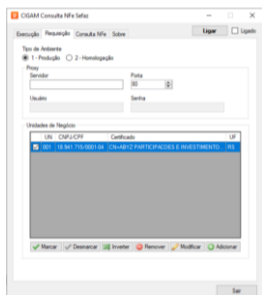 CIGAM Consulta NFe Sefaz
Execução Requisição Consulta NFe Sobre Ligar Ligado
Tipo de Ambiente
1 - Produção 2 - Homologação
Proxy
Servidor Porta
80
Usuário Senha
Unidades de Negócio
UN CNPJ/CPF Certificado UF
001 CN=ABYZ PARTICIPACOES E INVESTIMENTO... RS
Marcar Desmarcar Inverter Remover Modificar Adicionar
Sair